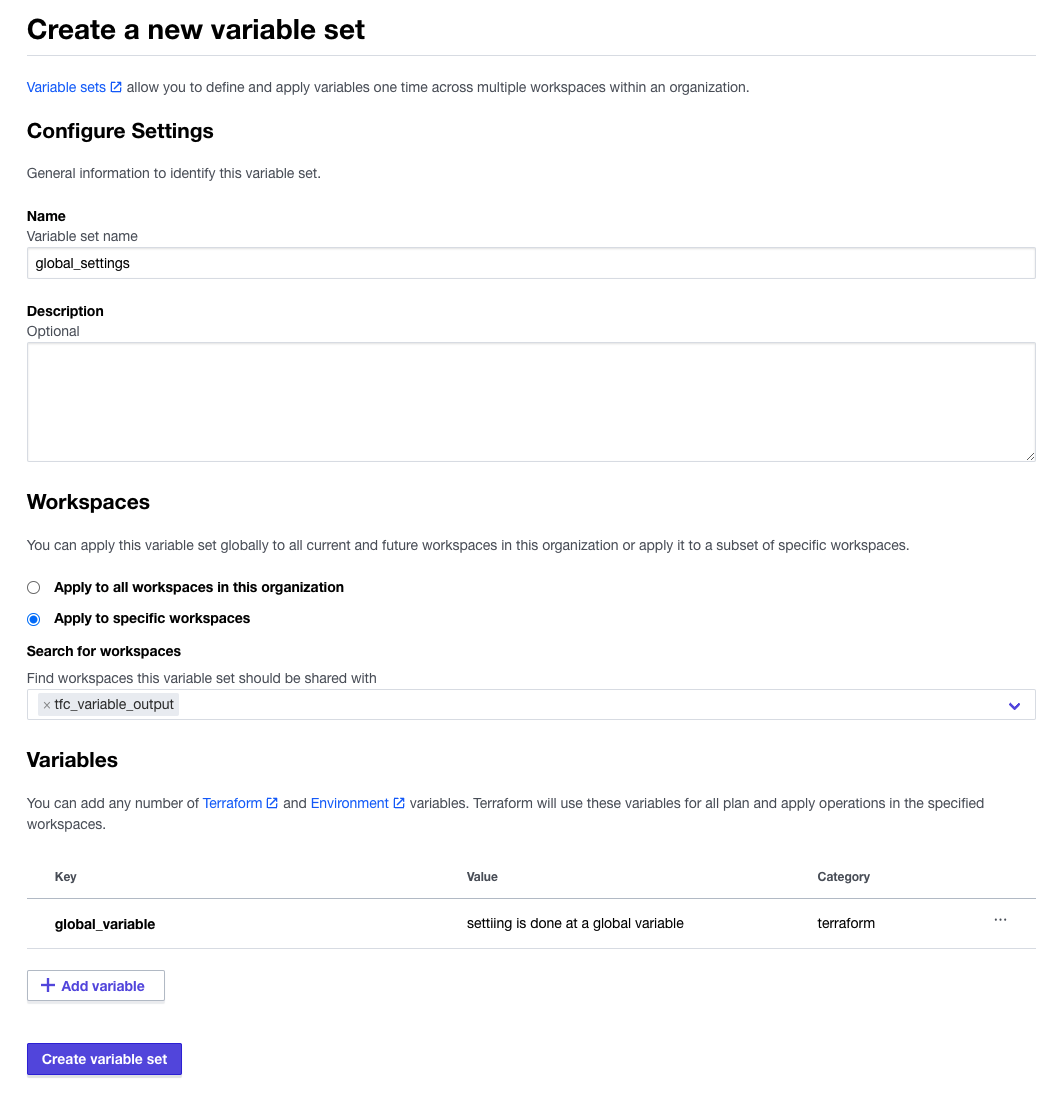 Create a new variable set
Variable sets allow you to define and apply variables one time across multiple workspaces within an organization.
Configure Settings
General information to identify this variable set.
Name
Variable set name
global_settings
Description
Optional
Workspaces
You can apply this variable set globally to all current and future workspaces in this organization or apply it to a subset of specific workspaces.
Apply to all workspaces in this organization
Apply to specific workspaces
Search for workspaces
Find workspaces this variable set should be shared with
× tfc_variable_output
Variables
You can add any number of Terraform and Environment variables. Terraform will use these variables for all plan and apply operations in the specified
workspaces.
Key Value Category
global_variable settiing is done at a global variable terraform ...
+ Add variable
Create variable set